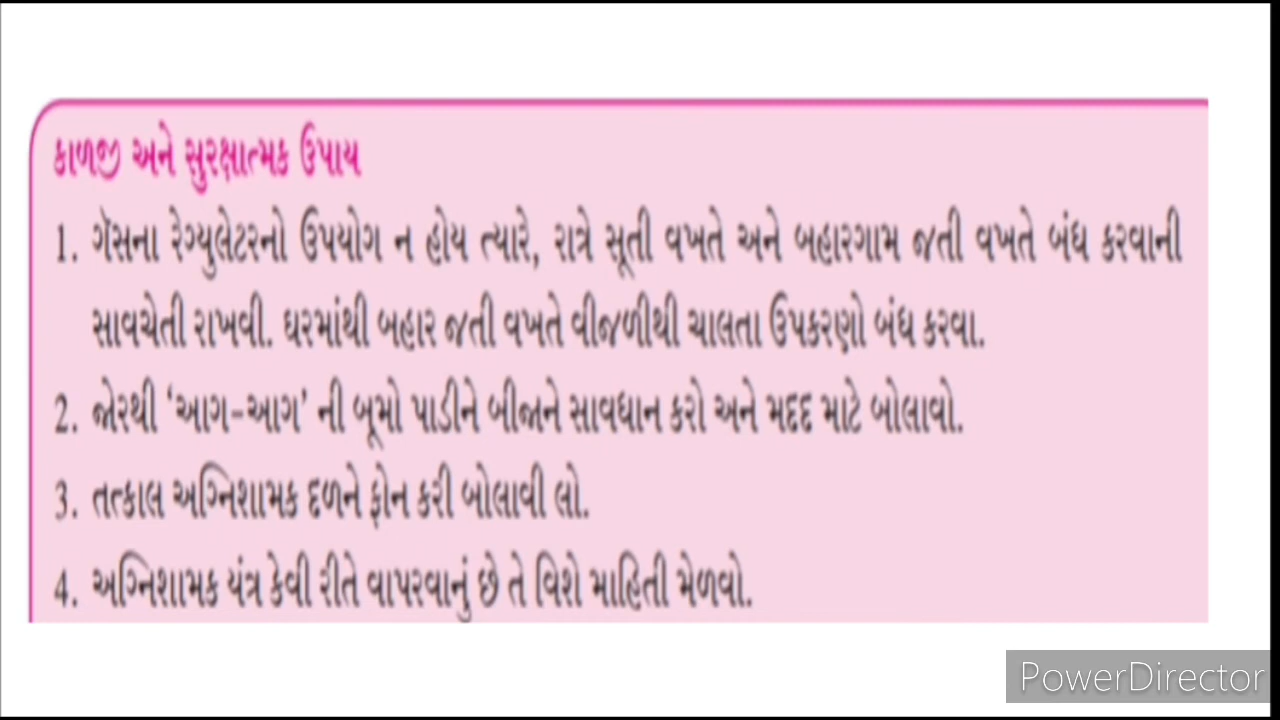 કાળજી અને સુરક્ષાત્મક ઉપાય
1. ગૅસના રેગ્યુલેટરનો ઉપયોગ ન હોય ત્યારે, રાત્રે સૂતી વખતે અને બહારગામ જતી વખતે બંધ કરવાની
સાવચેતી રાખવી. ઘરમાંથી બહાર જતી વખતે વીજળીથી ચાલતા ઉપકરણો બંધ કરવા.
2. જોરથી ‘આગ-આગ’ ની બૂમો પાડીને બીજાને સાવધાન કરો અને મદદ માટે બોલાવો.
3. તત્કાલ અગ્નિશામક દળને ફોન કરી બોલાવી લો.
4. અગ્નિશામક યંત્ર કેવી રીતે વાપરવાનું છે તે વિશે માહિતી મેળવો.
PowerDirector